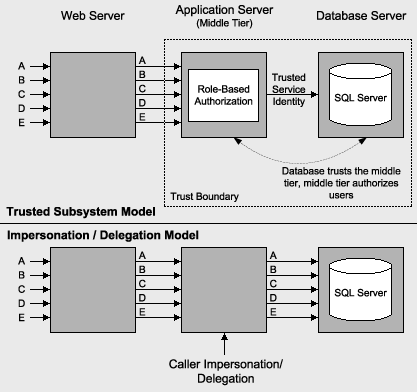 Web Server
Application Server
(Middle Tier)
Database Server
A
B
C
D
E
A
B
C
D
E
Role-Based
Authorization
Trusted
Service
Identity
SQL Server
Database trusts the middle
tier, middle tier authorizes
users
Trust Boundary
Trusted Subsystem Model
Impersonation / Delegation Model
A
B
C
D
E
A
B
C
D
E
A
B
C
D
E
SQL Server
Caller Impersonation/
Delegation